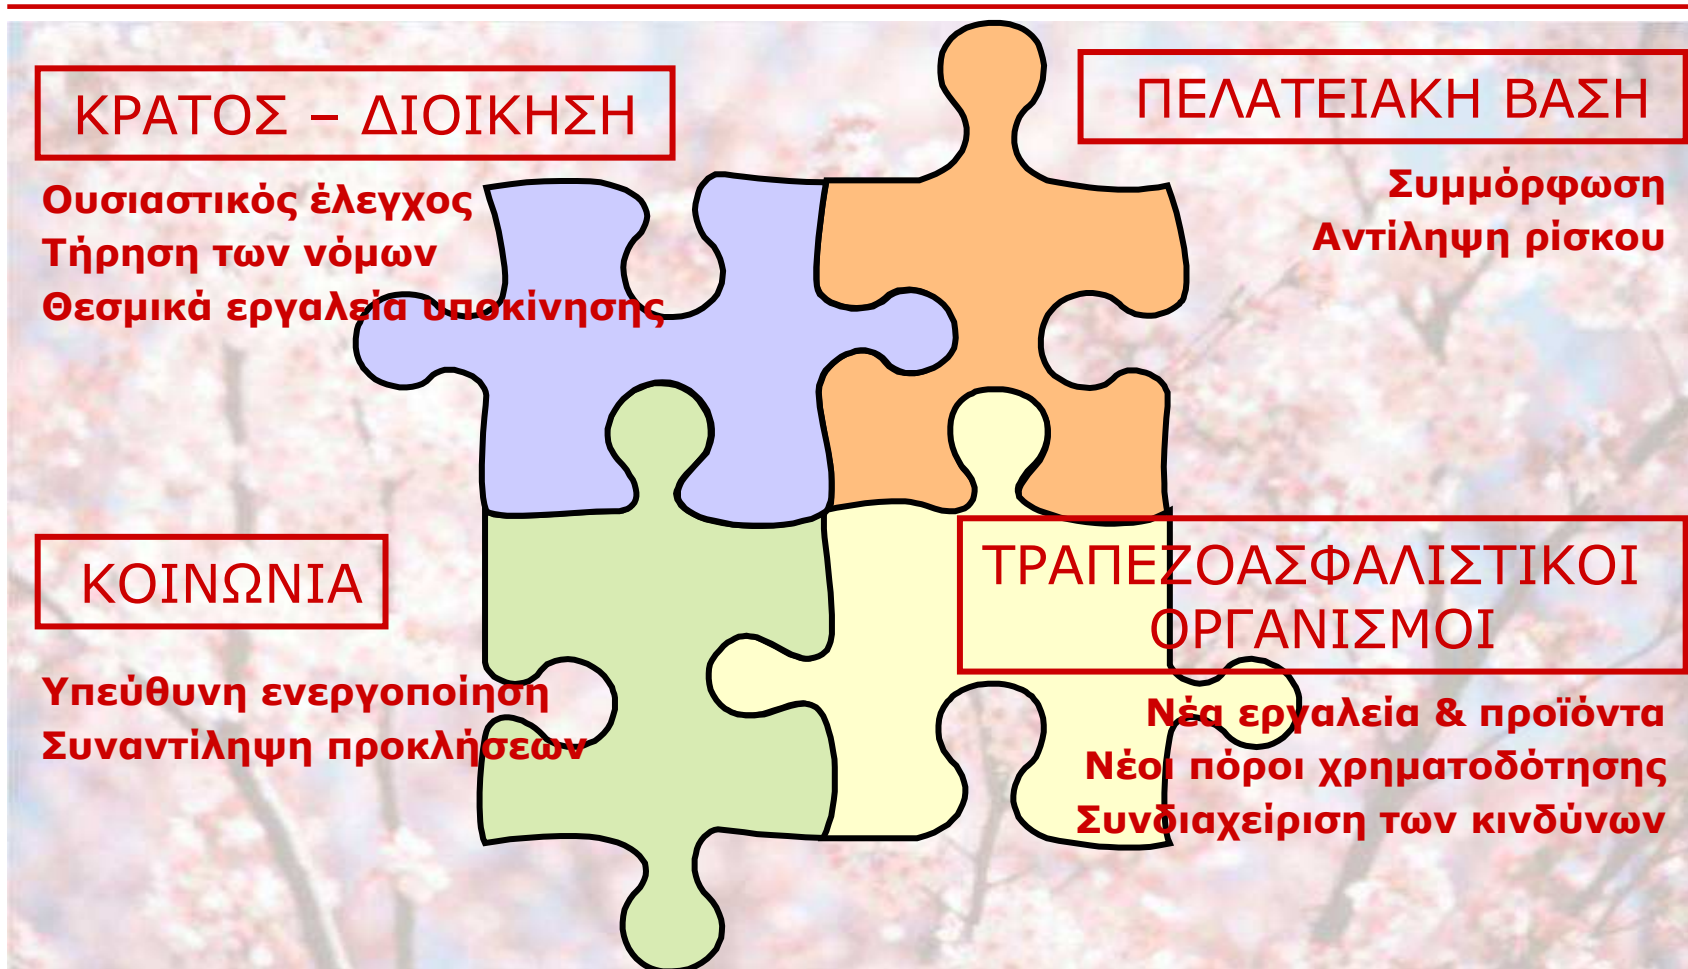 ΚΡΑΤΟΣ – ΔΙΟΙΚΗΣΗ
Ουσιαστικός έλεγχος
Τήρηση των νόμων
Θεσμικά εργαλεία υποκίνησης
ΠΕΛΑΤΕΙΑΚΗ ΒΑΣΗ
Συμμόρφωση
Αντίληψη ρίσκου
ΚΟΙΝΩΝΙΑ
Υπεύθυνη ενεργοποίηση
Συναντίληψη προκλήσεων
ΤΡΑΠΕΖΟΑΣΦΑΛΙΣΤΙΚΟΙ
ΟΡΓΑΝΙΣΜΟΙ
Νέα εργαλεία & προϊόντα
Νέοι πόροι χρηματοδότησης
Συνδιαχείριση των κινδύνων